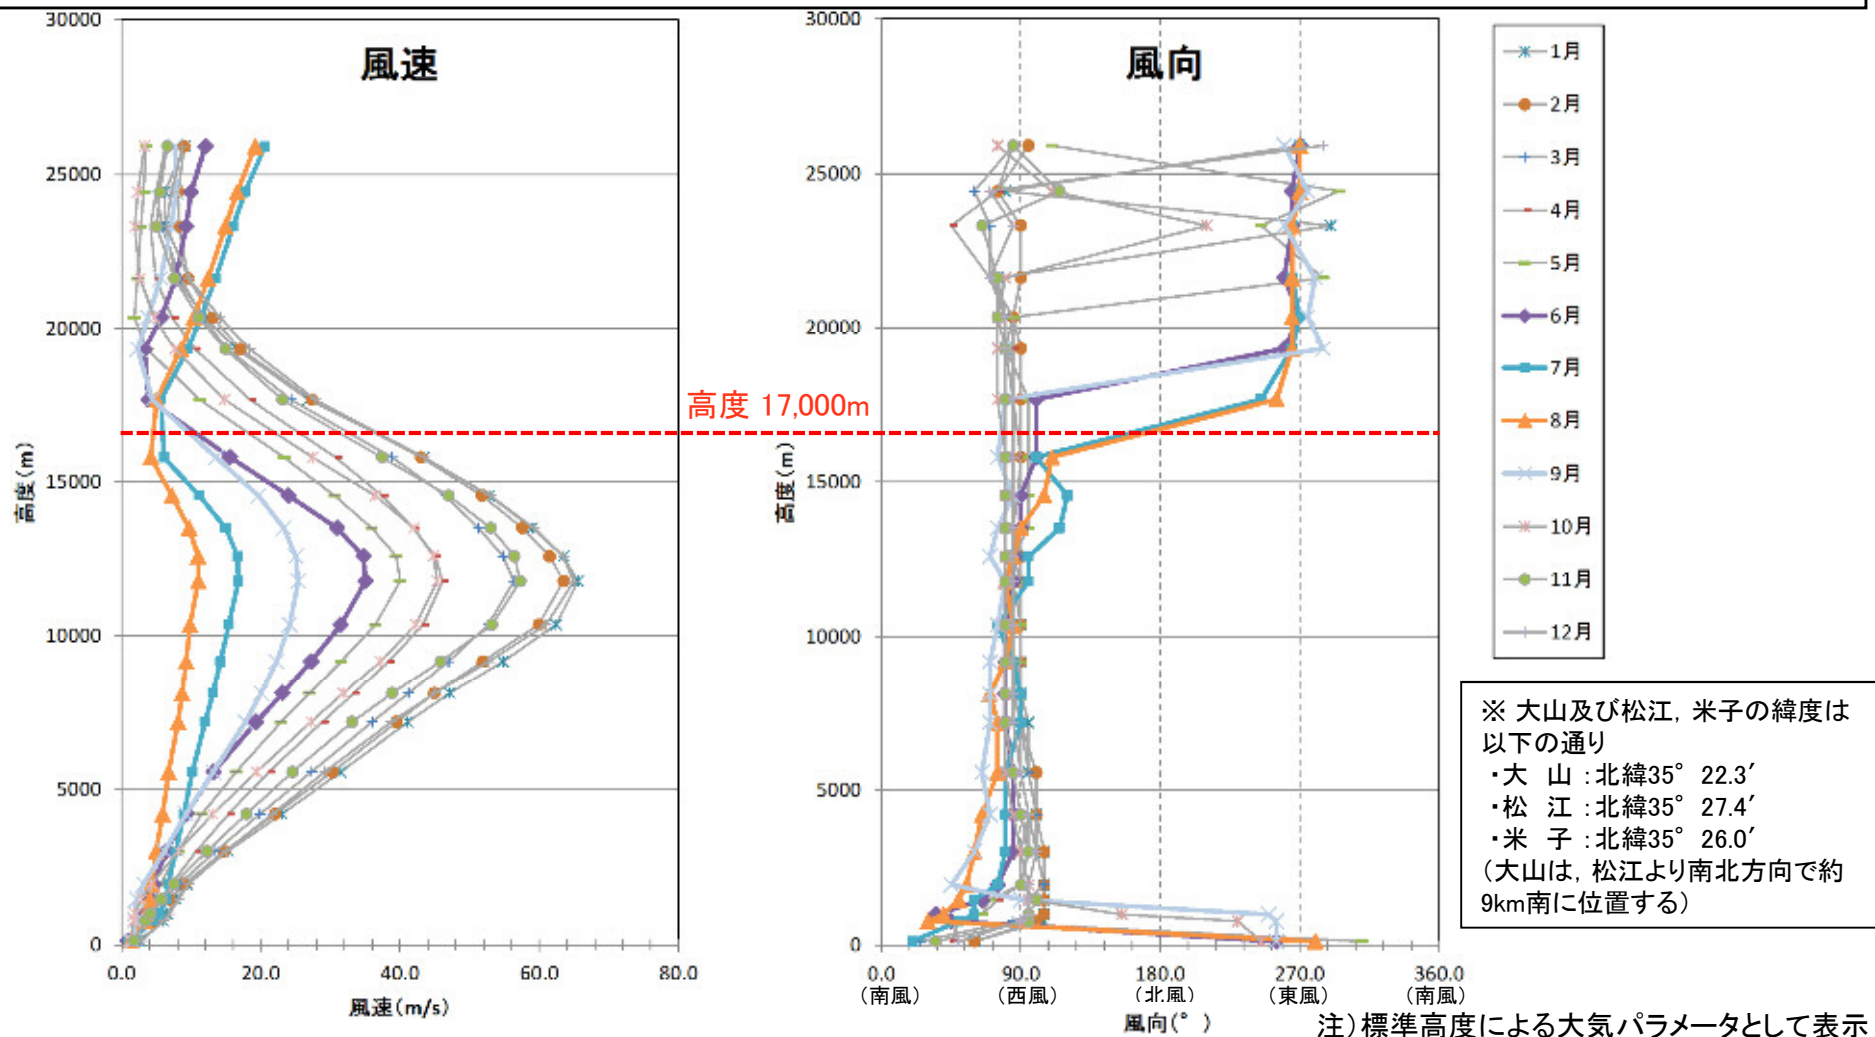 風速
30000
25000
20000
15000
10000
5000
0
高度(m)
0.0
20.0
40.0
60.0
80.0
風速(m/s)
高度 17,000m
風向
30000
25000
20000
15000
10000
5000
0
高度(m)
0.0
90.0
180.0
270.0
360.0
(南風)
(西風)
(北風)
(東風)
(南風)
風向(°)
1月
2月
3月
4月
5月
6月
7月
8月
9月
10月
11月
12月
※ 大山及び松江, 米子の緯度は
以下の通り
・大 山 :北緯35° 22.3′
・松 江 :北緯35° 27.4′
・米 子 :北緯35° 26.0′
(大山は, 松江より南北方向で約
9km南に位置する)
注)標準高度による大気パラメータとして表示